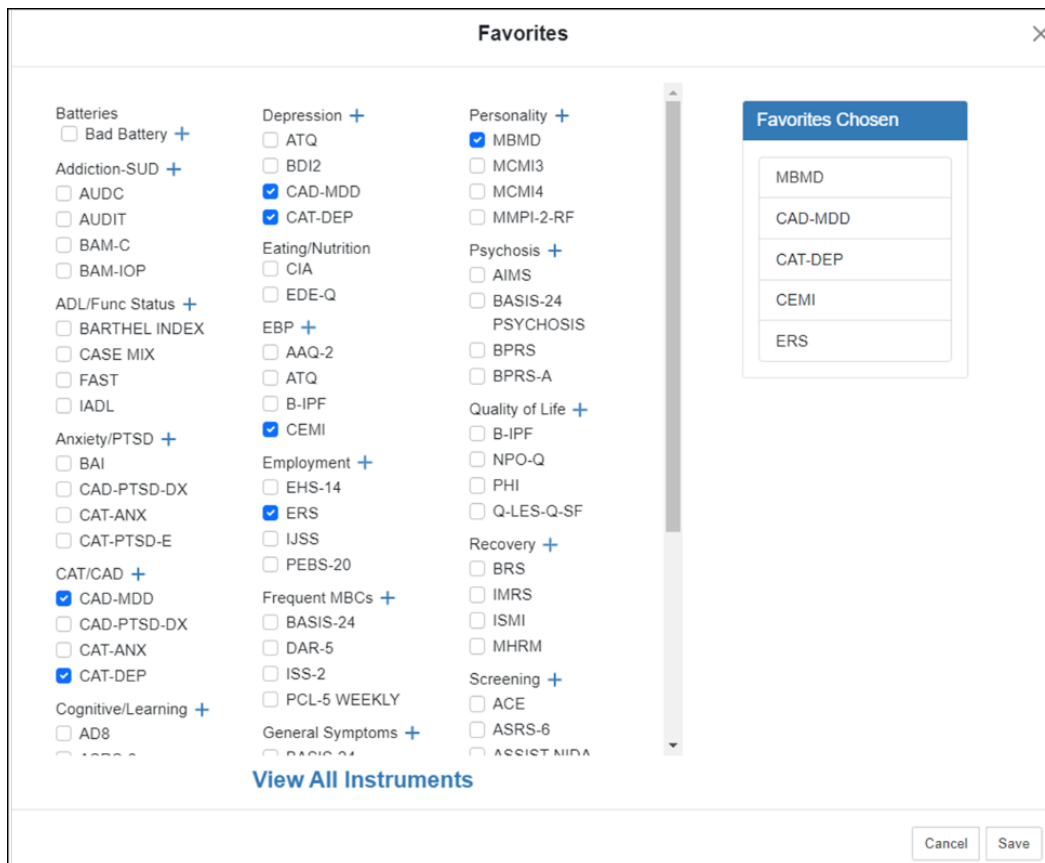 Favorites
Batteries
Bad Battery
Addiction-SUD
AUDC
AUDIT
BAM-C
BAM-IOP
ADL/Func Status
BARTHEL INDEX
CASE MIX
FAST
IADL
Anxiety/PTSD
BAI
CAD-PTSD-DX
CAT-ANX
CAT-PTSD-E
CAT/CAD
CAD-MDD
CAD-PTSD-DX
CAT-ANX
CAT-DEP
Cognitive/Learning
AD8
Depression
ATQ
BDI2
CAD-MDD
CAT-DEP
Eating/Nutrition
CIA
EDE-Q
EBP
AAQ-2
ATQ
B-IPF
CEMI
Employment
EHS-14
ERS
IJSS
PEBS-20
Frequent MBCs
BASIS-24
DAR-5
ISS-2
PCL-5 WEEKLY
General Symptoms
BASIS-24
Personality
MBMD
MCMI3
MCMI4
MMPI-2-RF
Psychosis
AIMS
BASIS-24
PSYCHOSIS
BPRS
BPRS-A
Quality of Life
B-IPF
NPO-Q
PHI
Q-LES-Q-SF
Recovery
BRS
IMRS
ISMI
MHRM
Screening
ACE
ASRS-6
ASSIST NIDA
Favorites Chosen
MBMD
CAD-MDD
CAT-DEP
CEMI
ERS
View All Instruments
Cancel
Save